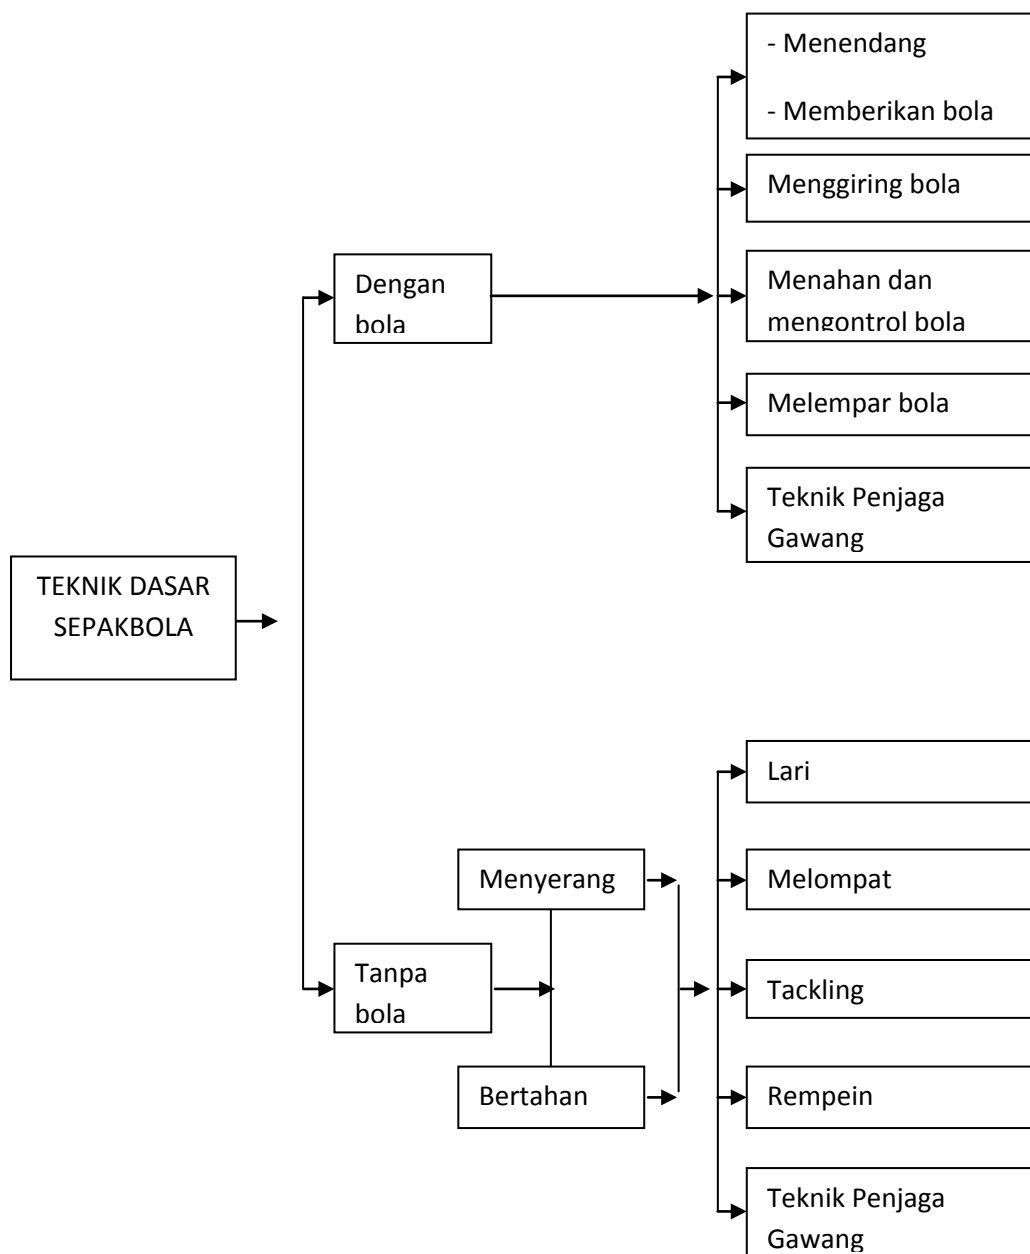 - Menendang
- Memberikan bola
Menggiring bola
Dengan
bola
Menahan dan
mengontrol bola
Melempar bola
Teknik Penjaga
Gawang
TEKNIK DASAR
SEPAKBOLA
Lari
Menyerang
Melompat
Tanpa
bola
Tackling
Bertahan
Rempein
Teknik Penjaga
Gawang